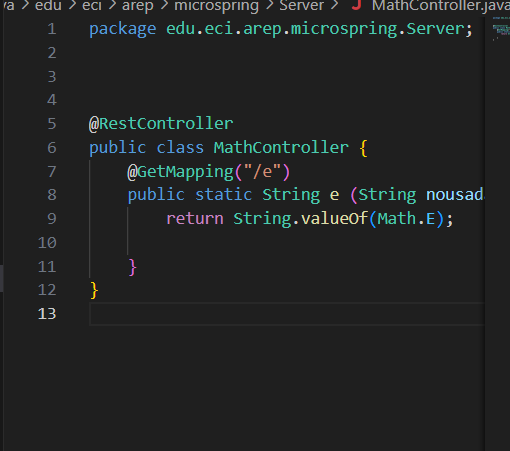 va > edu > eci > arep > microspring > Server > J MathController.java
1 package edu.eci.arep.microspring.Server;
2
3
4
5 @RestController
6 public class MathController {
7 @GetMapping("/e")
8 public static String e (String nousad
9 return String.valueOf(Math.E);
10
11 }
12 }
13